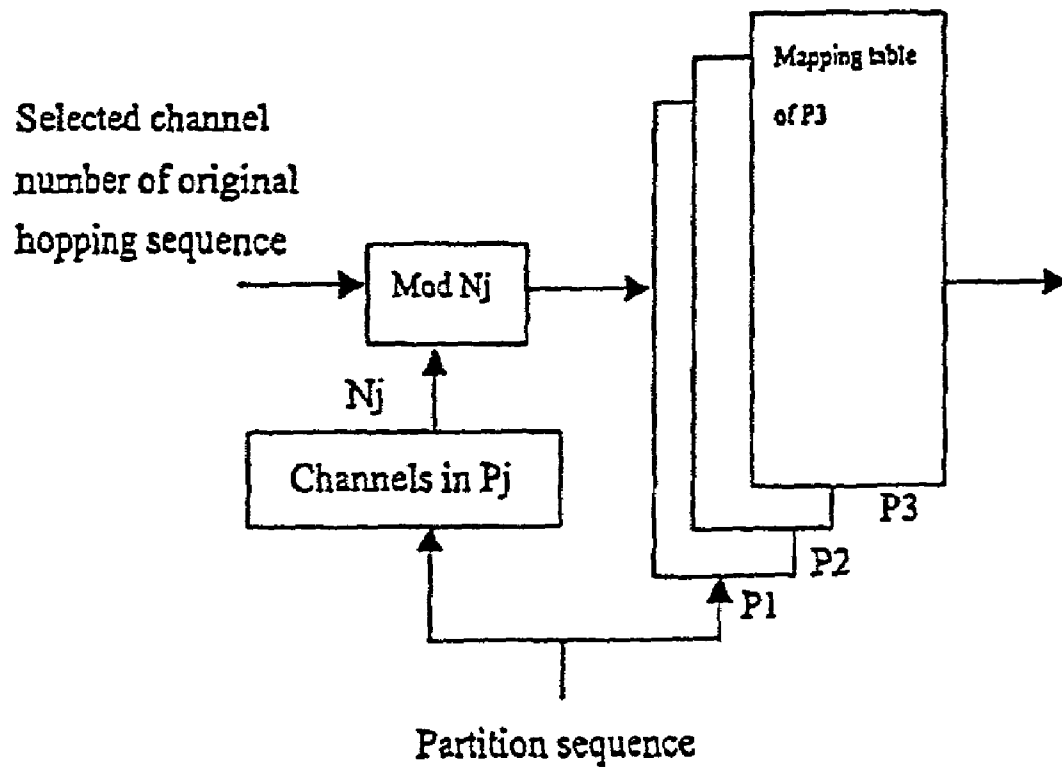 Mapping table
of P3
Selected channel
number of original
hopping sequence
Mod Nj
Nj
Channels in Pj
P3
P2
P1
Partition sequence